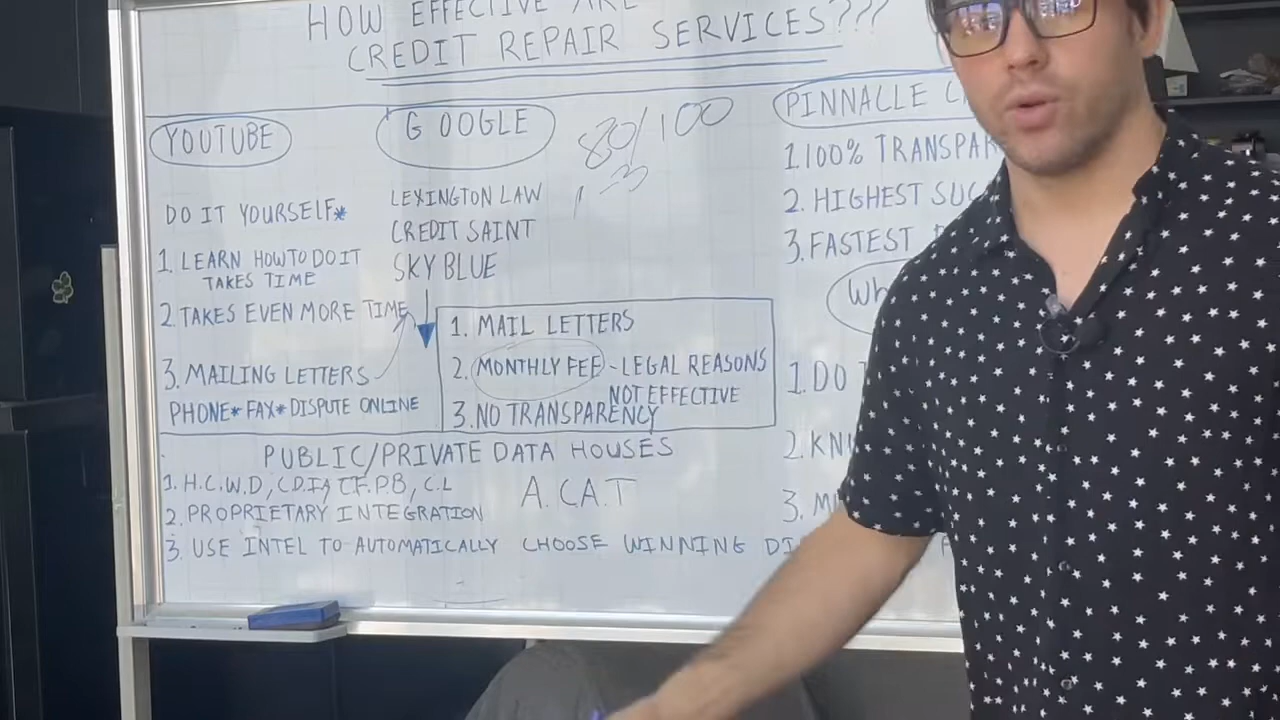 HOW EFFECTIVE ARE
CREDIT REPAIR SERVICES???
YOUTUBE
DO IT YOURSELF*
1. LEARN HOW TO DO IT
TAKES TIME
2. TAKES EVEN MORE TIME
3. MAILING LETTERS
PHONE* FAX* DISPUTE ONLINE
GOOGLE
LEXINGTON LAW
CREDIT SAINT
SKY BLUE
80/100
1. MAIL LETTERS
2. MONTHLY FEE - LEGAL REASONS
NOT EFFECTIVE
3. NO TRANSPARENCY
PUBLIC/PRIVATE DATA HOUSES
1. H.C.W.D, C.D.I.A, C.F.P.B, C.L
A.C.A.T
2. PROPRIETARY INTEGRATION
3. USE INTEL TO AUTOMATICALLY CHOOSE WINNING DI
PINNACLE C
1. 100% TRANSPAR
2. HIGHEST SUC
3. FASTEST
WH
1. DO
2. KN
3. M